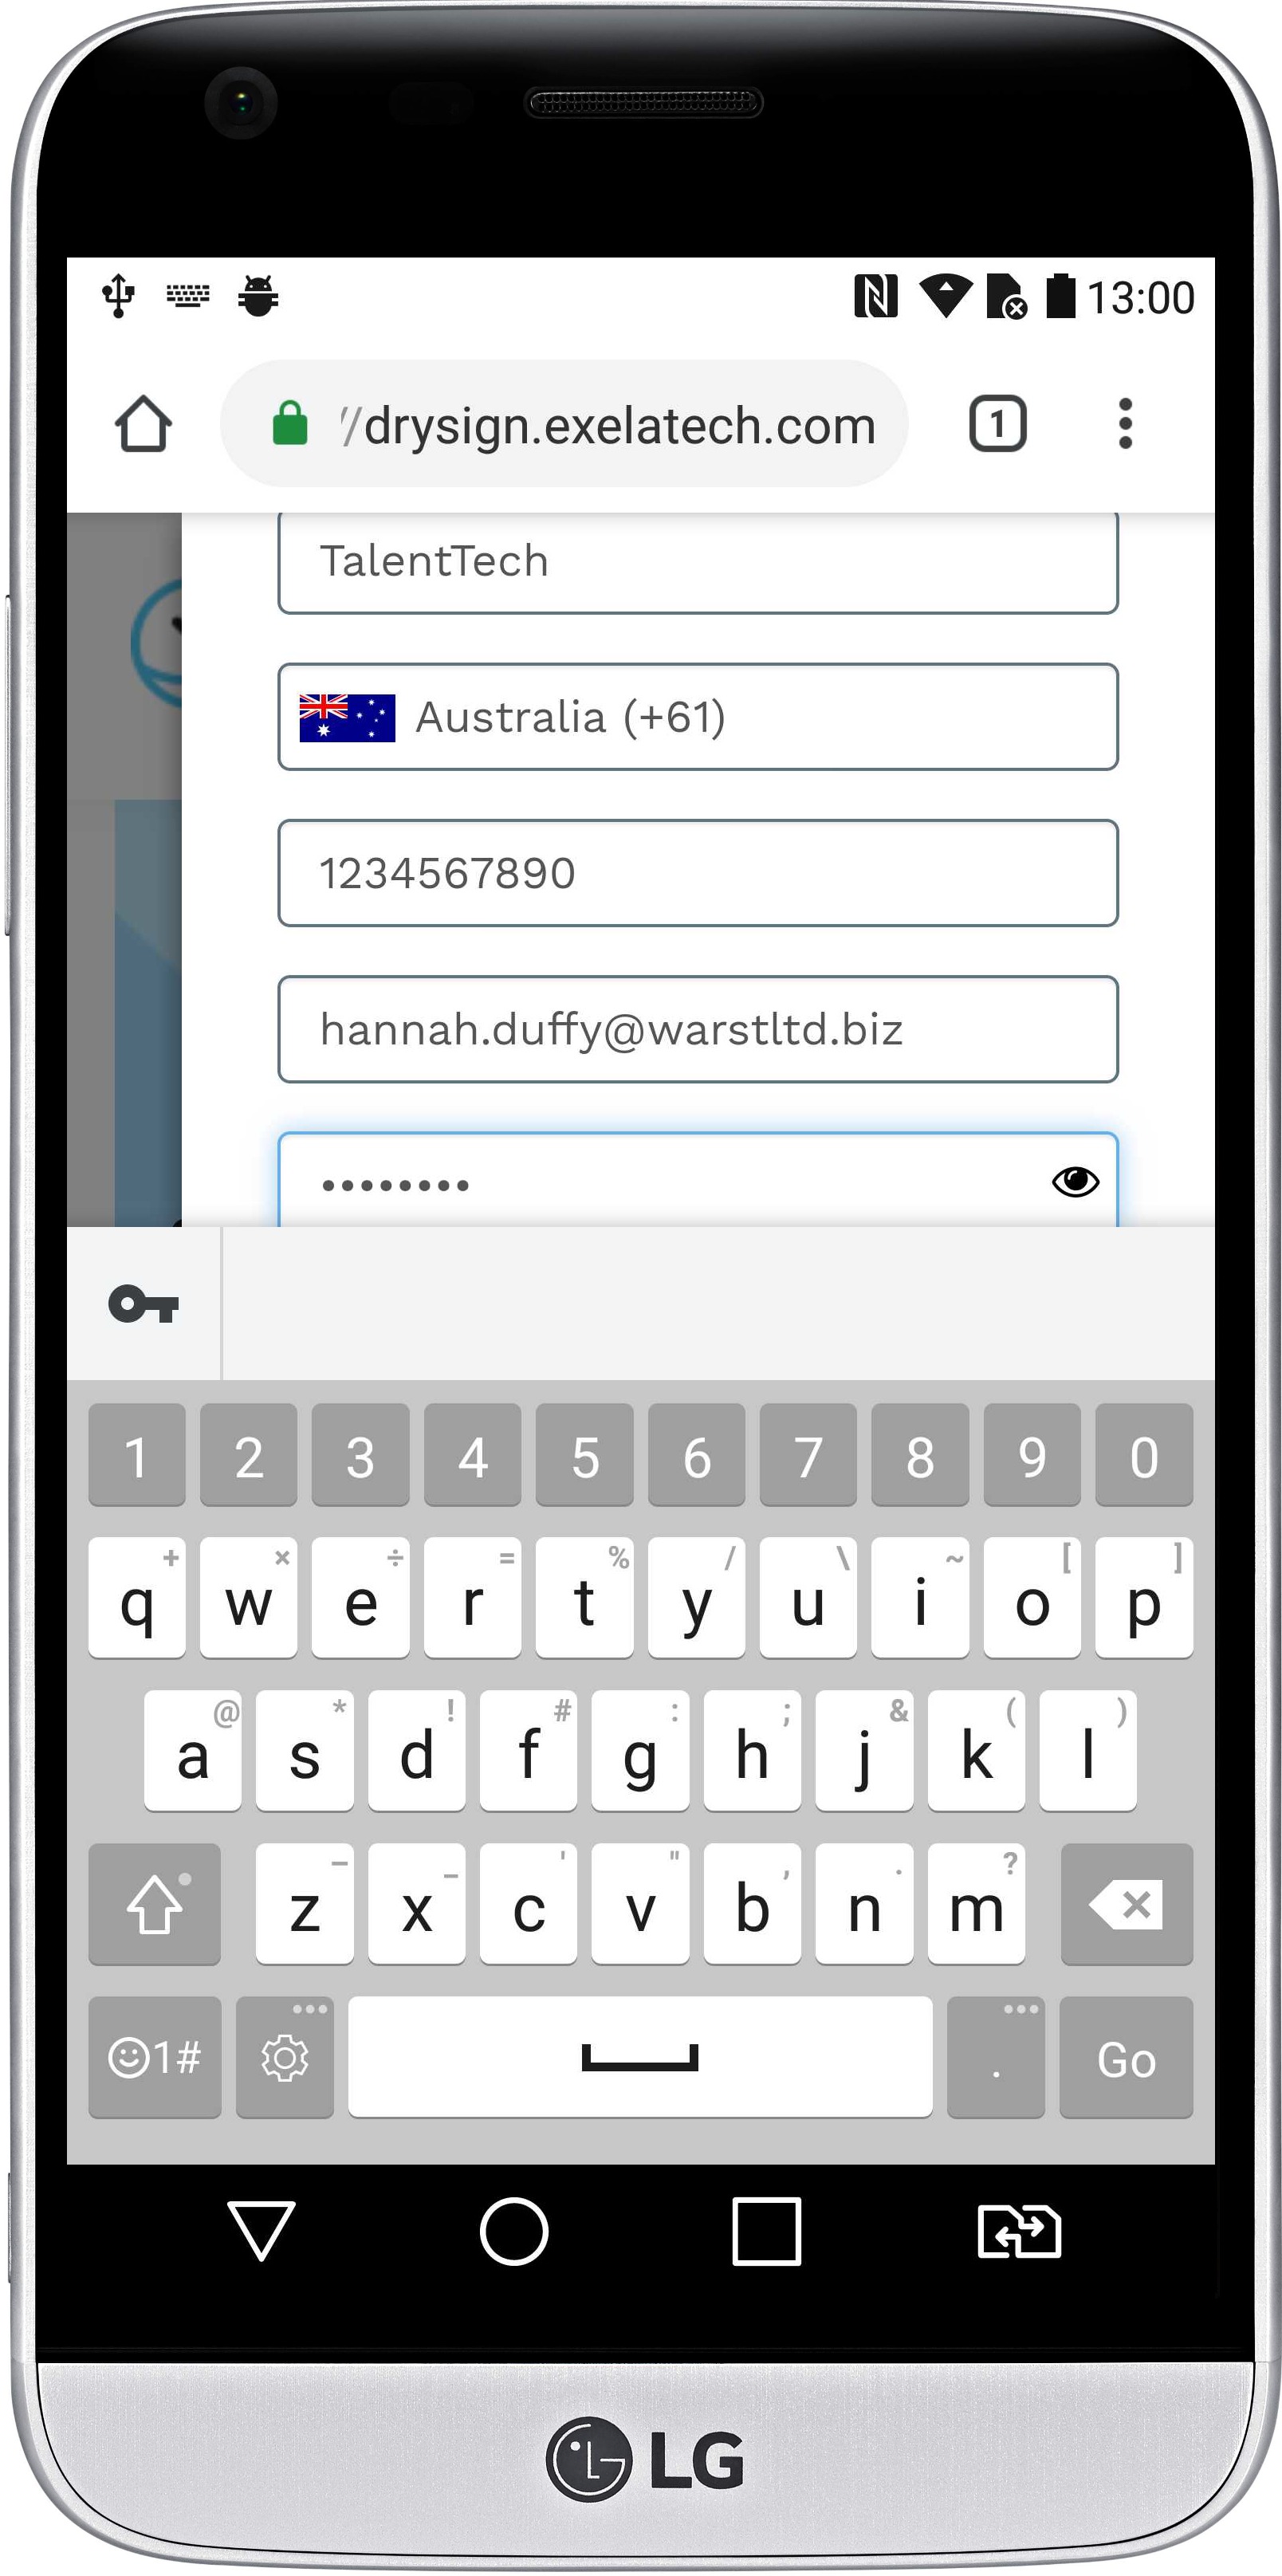 13:00
//drysign.exelatech.com
1
TalentTech
Australia (+61)
1234567890
hannah.duffy@warstltd.biz
••••••••
1 2 3 4 5 6 7 8 9 0
+ × ÷ = % / \ ~ [ ]
q w e r t y u i o p
@ * ! # : ; & ( )
a s d f g h j k l
– _ ' " , . ?
z x c v b n m
1# . Go
LG